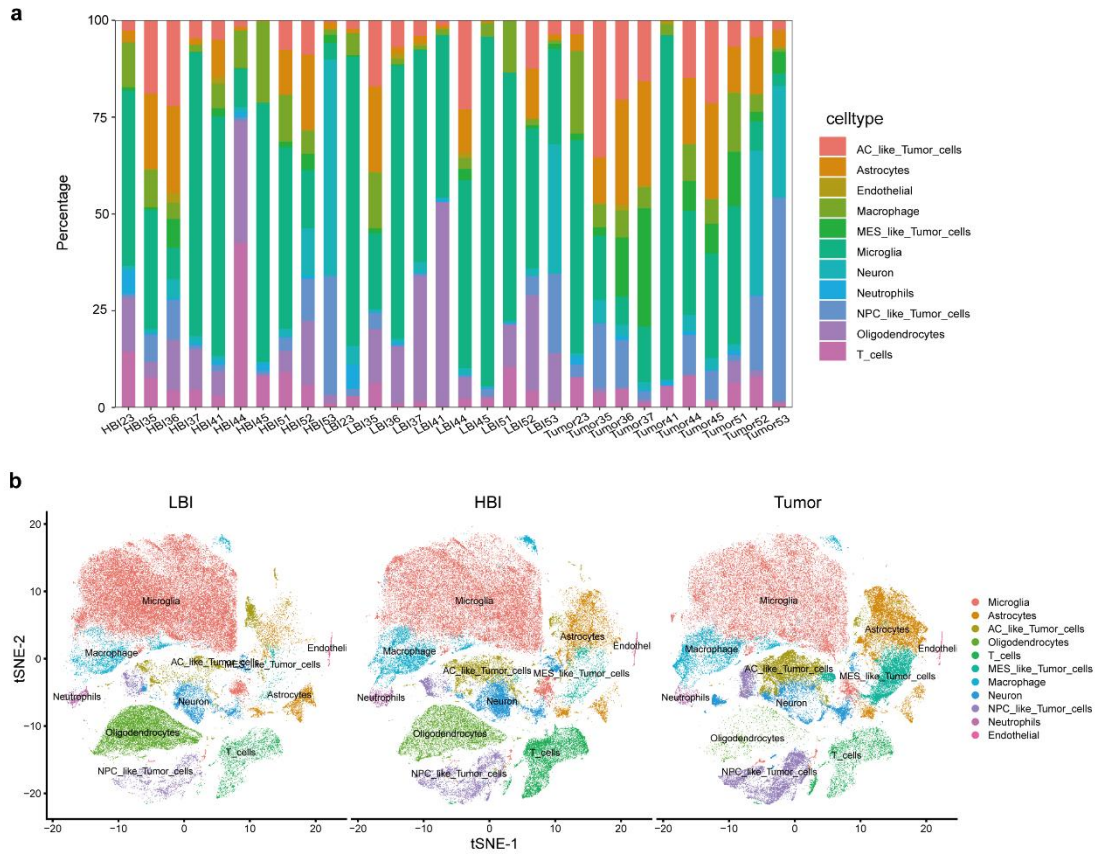 a
100
75
50
25
0
Percentage
HBI23 HBI35 HBI36 HBI37 HBI41 HBI44 HBI45 HBI51 HBI52 HBI53 LBI23 LBI35 LBI36 LBI37 LBI41 LBI44 LBI45 LBI51 LBI52 LBI53 Tumor23 Tumor35 Tumor36 Tumor37 Tumor41 Tumor44 Tumor45 Tumor51 Tumor52 Tumor53
celltype
AC_like_Tumor_cells
Astrocytes
Endothelial
Macrophage
MES_like_Tumor_cells
Microglia
Neuron
Neutrophils
NPC_like_Tumor_cells
Oligodendrocytes
T_cells
b
LBI HBI Tumor
20
10
0
−10
−20
tSNE-2
Microglia
Macrophage
Endotheli
AC_like_Tumor_cells
MES_like_Tumor_cells
Neutrophils
Astrocytes
Neuron
Oligodendrocytes
T_cells
NPC_like_Tumor_cells
Microglia
Astrocytes
Macrophage
Endotheli
AC_like_Tumor_cells
MES_like_Tumor_cells
Neutrophils
Neuron
Oligodendrocytes
T_cells
NPC_like_Tumor_cells
Microglia
Astrocytes
Macrophage
Endotheli
AC_like_Tumor_cells
MES_like_Tumor_cells
Neutrophils
Neuron
Oligodendrocytes
T_cells
NPC_like_Tumor_cells
−20 −10 0 10 20 −20 −10 0 10 20 −20 −10 0 10 20
tSNE-1
Microglia
Astrocytes
AC_like_Tumor_cells
Oligodendrocytes
T_cells
MES_like_Tumor_cells
Macrophage
Neuron
NPC_like_Tumor_cells
Neutrophils
Endothelial